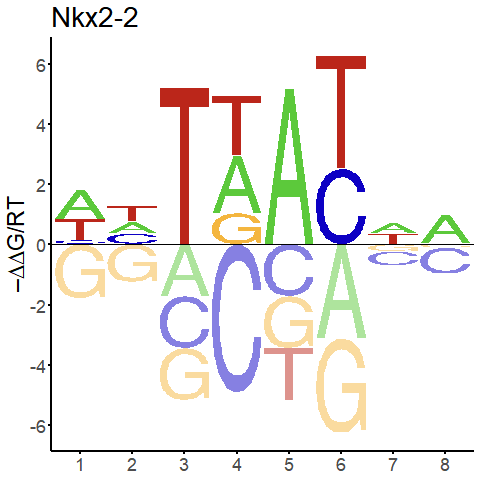 Nkx2-2
−ΔΔG/RT
6
4
2
0
-2
-4
-6
A T T T A T T A
T A A C A T
I C G C
G G A C C A G C
C G C
G T G
1 2 3 4 5 6 7 8